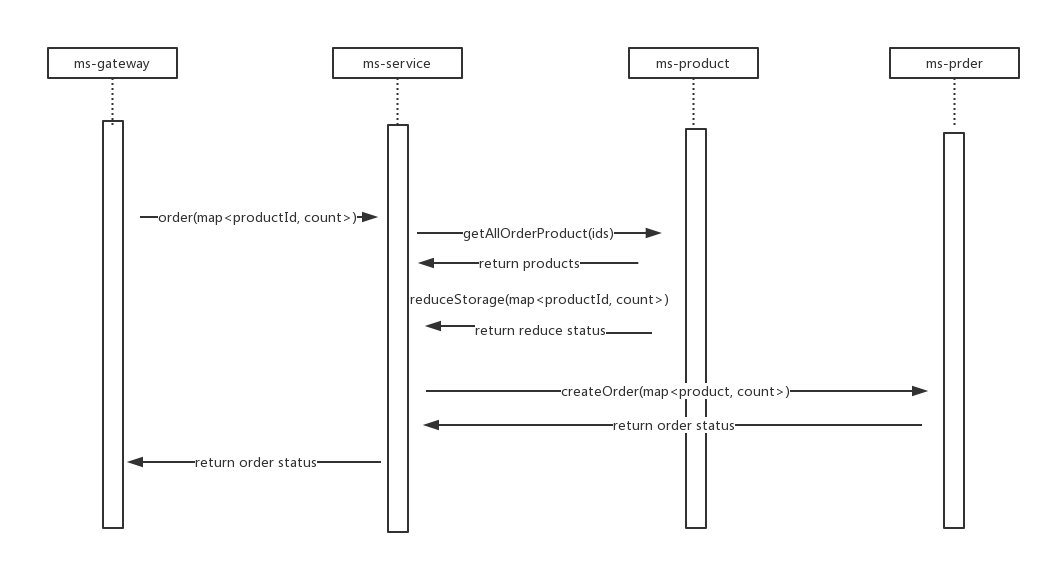 ms-gateway
ms-service
ms-product
ms-prder
order(map<productId, count>)
getAllOrderProduct(ids)
return products
reduceStorage(map<productId, count>)
return reduce status
createOrder(map<product, count>)
return order status
return order status